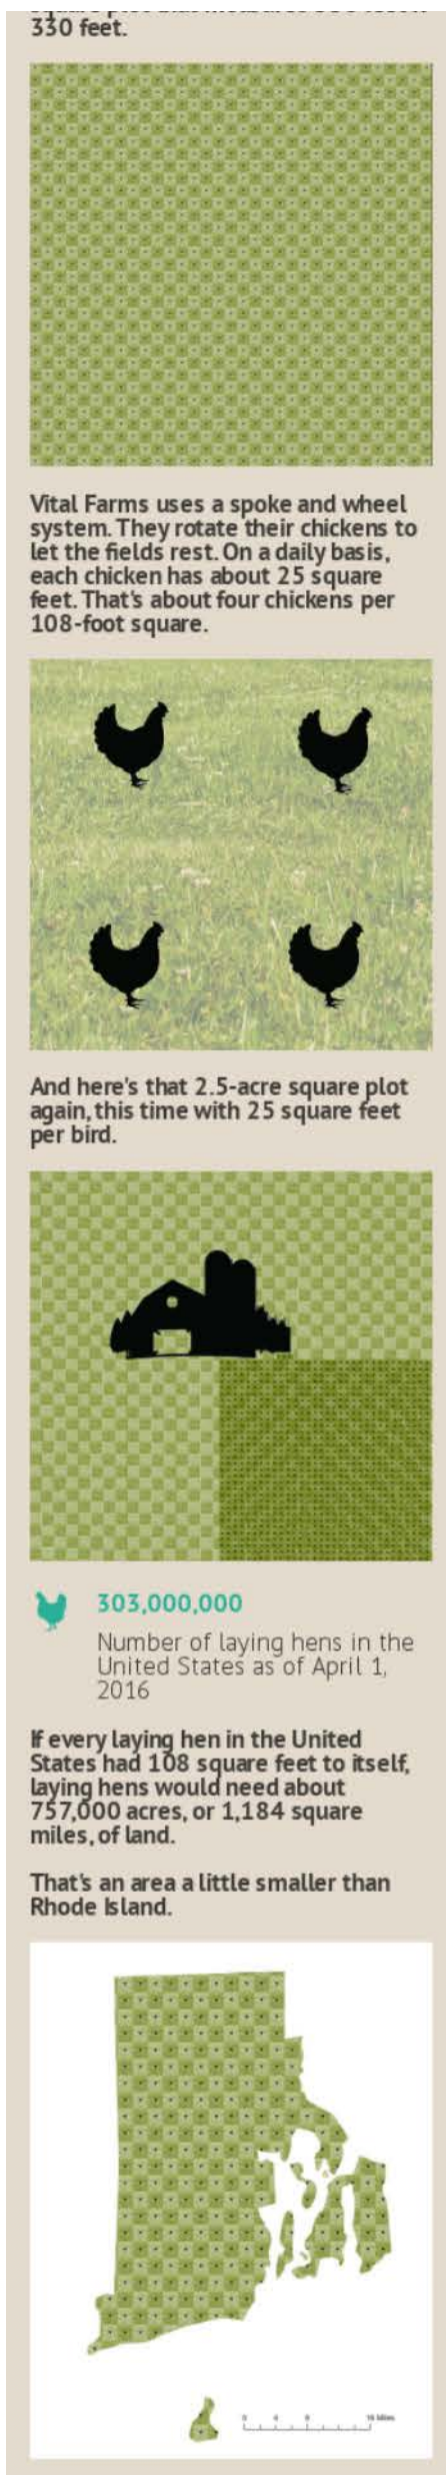 330 feet.
Vital Farms uses a spoke and wheel
system. They rotate their chickens to
let the fields rest. On a daily basis,
each chicken has about 25 square
feet. That's about four chickens per
108-foot square.
And here's that 2.5-acre square plot
again, this time with 25 square feet
per bird.
303,000,000
Number of laying hens in the
United States as of April 1,
2016
If every laying hen in the United
States had 108 square feet to itself,
laying hens would need about
757,000 acres, or 1,184 square
miles, of land.
That's an area a little smaller than
Rhode Island.
0 4 8 16 Miles